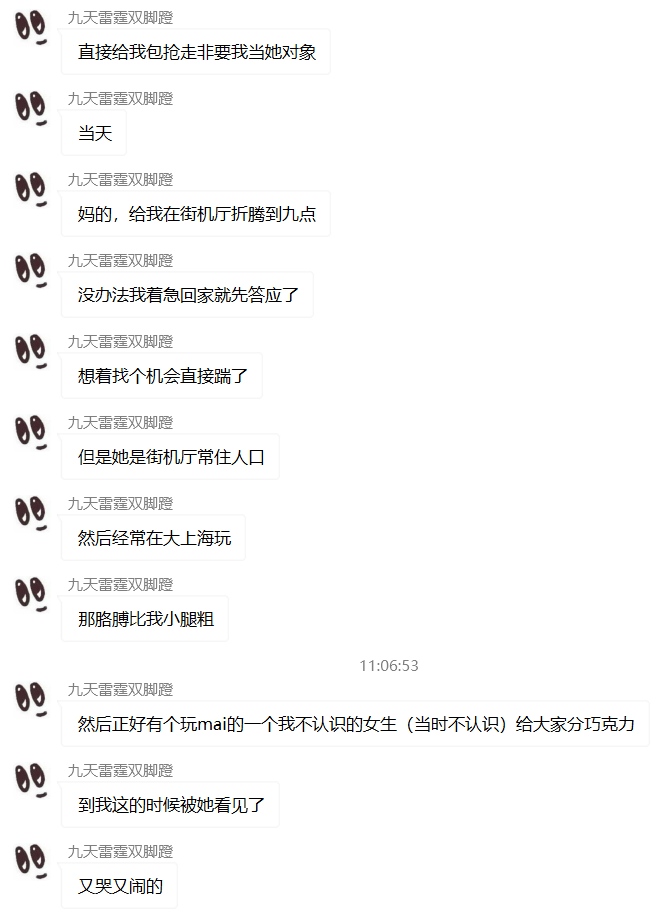 九天雷霆双脚蹬
直接给我包抢走非要我当她对象
九天雷霆双脚蹬
当天
九天雷霆双脚蹬
妈的，给我在街机厅折腾到九点
九天雷霆双脚蹬
没办法我着急回家就先答应了
九天雷霆双脚蹬
想着找个机会直接踹了
九天雷霆双脚蹬
但是她是街机厅常住人口
九天雷霆双脚蹬
然后经常在大上海玩
九天雷霆双脚蹬
那胳膊比我小腿粗
11:06:53
九天雷霆双脚蹬
然后正好有个玩mai的一个我不认识的女生（当时不认识）给大家分巧克力
九天雷霆双脚蹬
到我这的时候被她看见了
九天雷霆双脚蹬
又哭又闹的